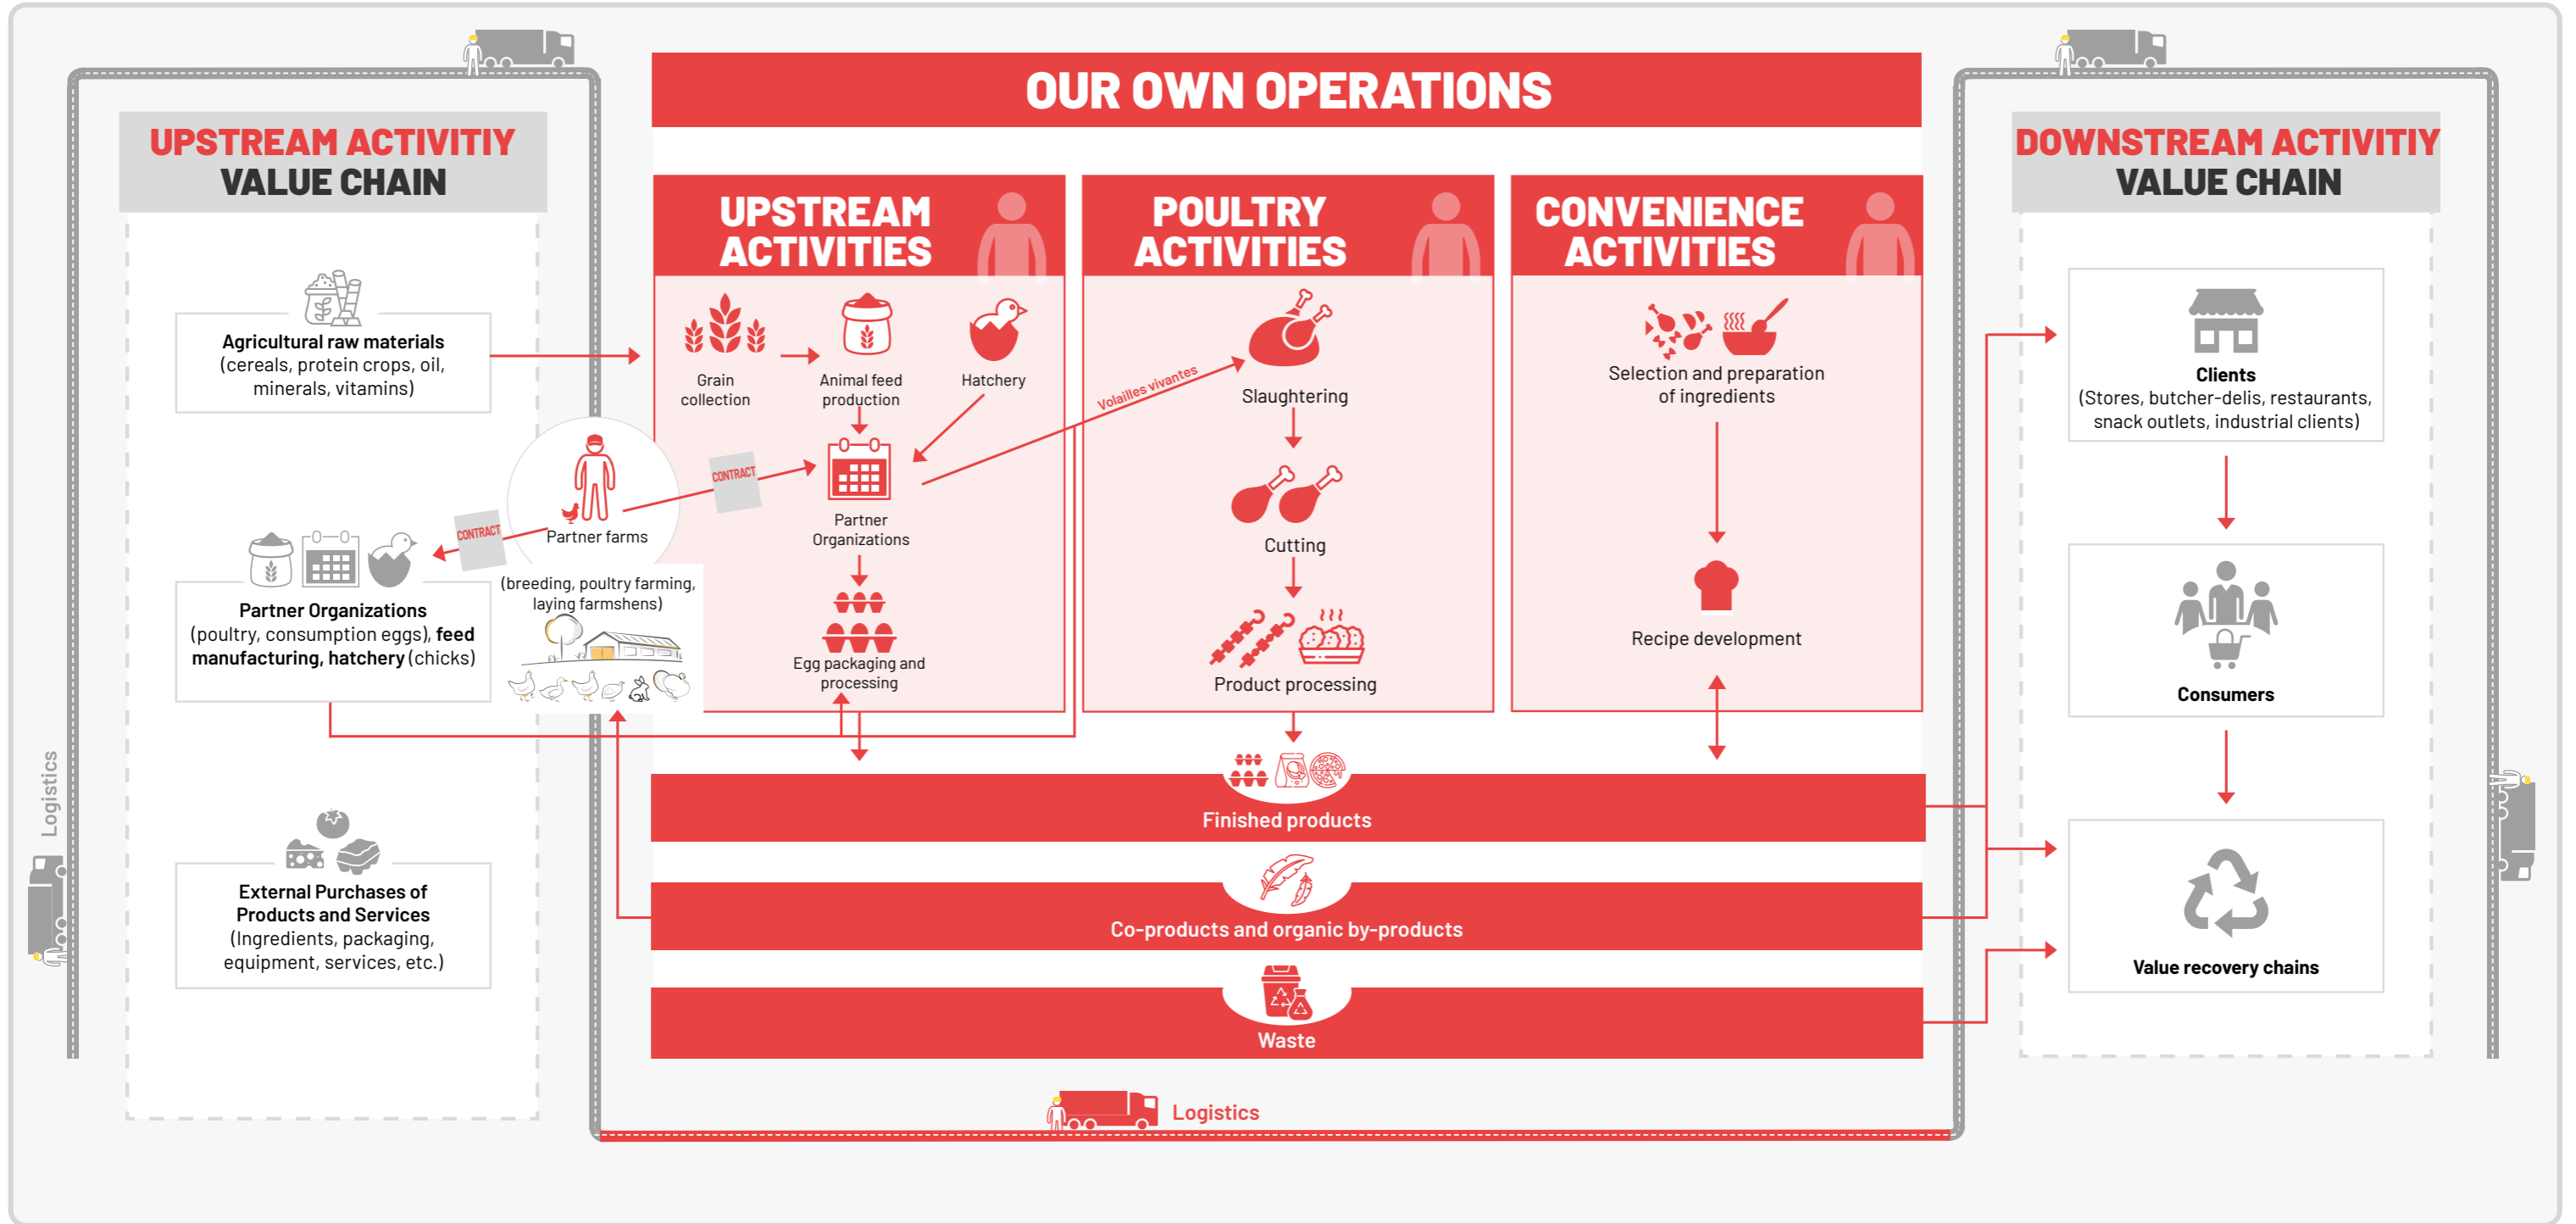 OUR OWN OPERATIONS
UPSTREAM ACTIVITIY
VALUE CHAIN
Agricultural raw materials
(cereals, protein crops, oil,
minerals, vitamins)
CONTRACT
Partner Organizations
(poultry, consumption eggs), feed
manufacturing, hatchery (chicks)
External Purchases of
Products and Services
(Ingredients, packaging,
equipment, services, etc.)
Logistics
Partner farms
(breeding, poultry farming,
laying farmshens)
CONTRACT
UPSTREAM
ACTIVITIES
Grain
collection
Animal feed
production
Hatchery
Partner
Organizations
Egg packaging and
processing
Volailles vivantes
POULTRY
ACTIVITIES
Slaughtering
Cutting
Product processing
CONVENIENCE
ACTIVITIES
Selection and preparation
of ingredients
Recipe development
Finished products
Co-products and organic by-products
Waste
Logistics
DOWNSTREAM ACTIVITIY
VALUE CHAIN
Clients
(Stores, butcher-delis, restaurants,
snack outlets, industrial clients)
Consumers
Value recovery chains